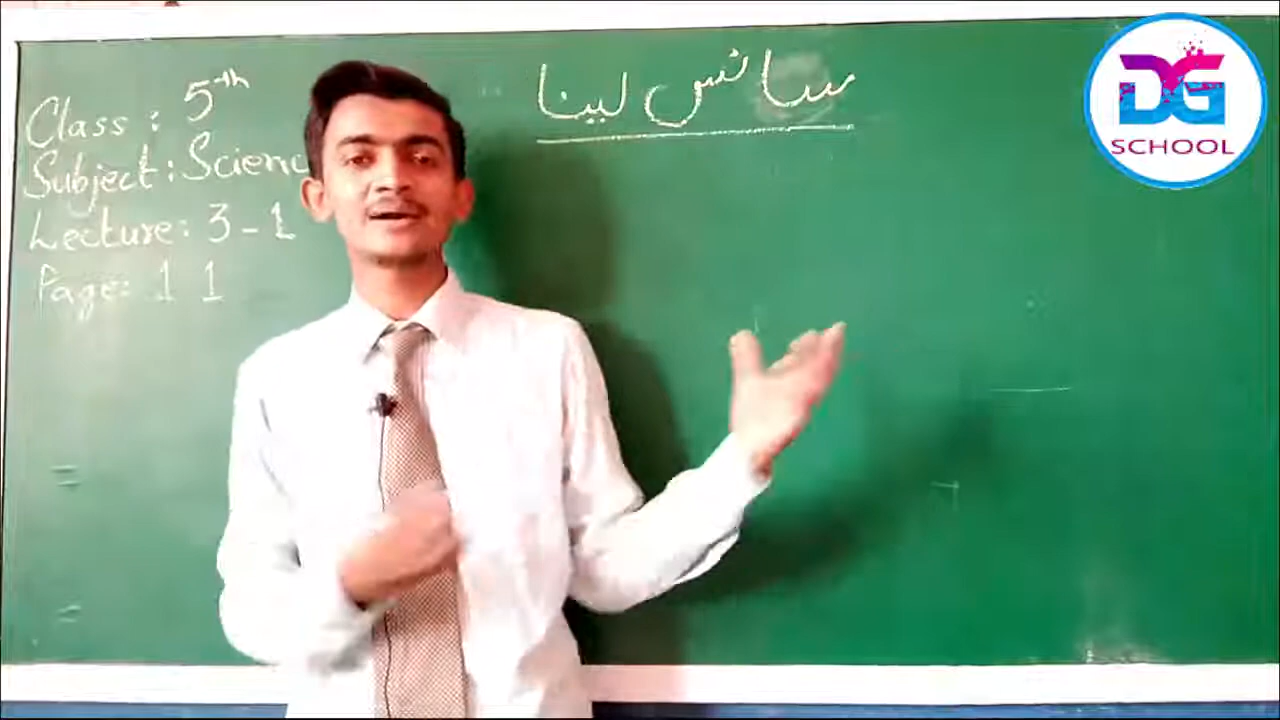 Class: 5th
Subject: Scienc
Lecture: 3-1
Page: 11
سانس لینا
DG
SCHOOL